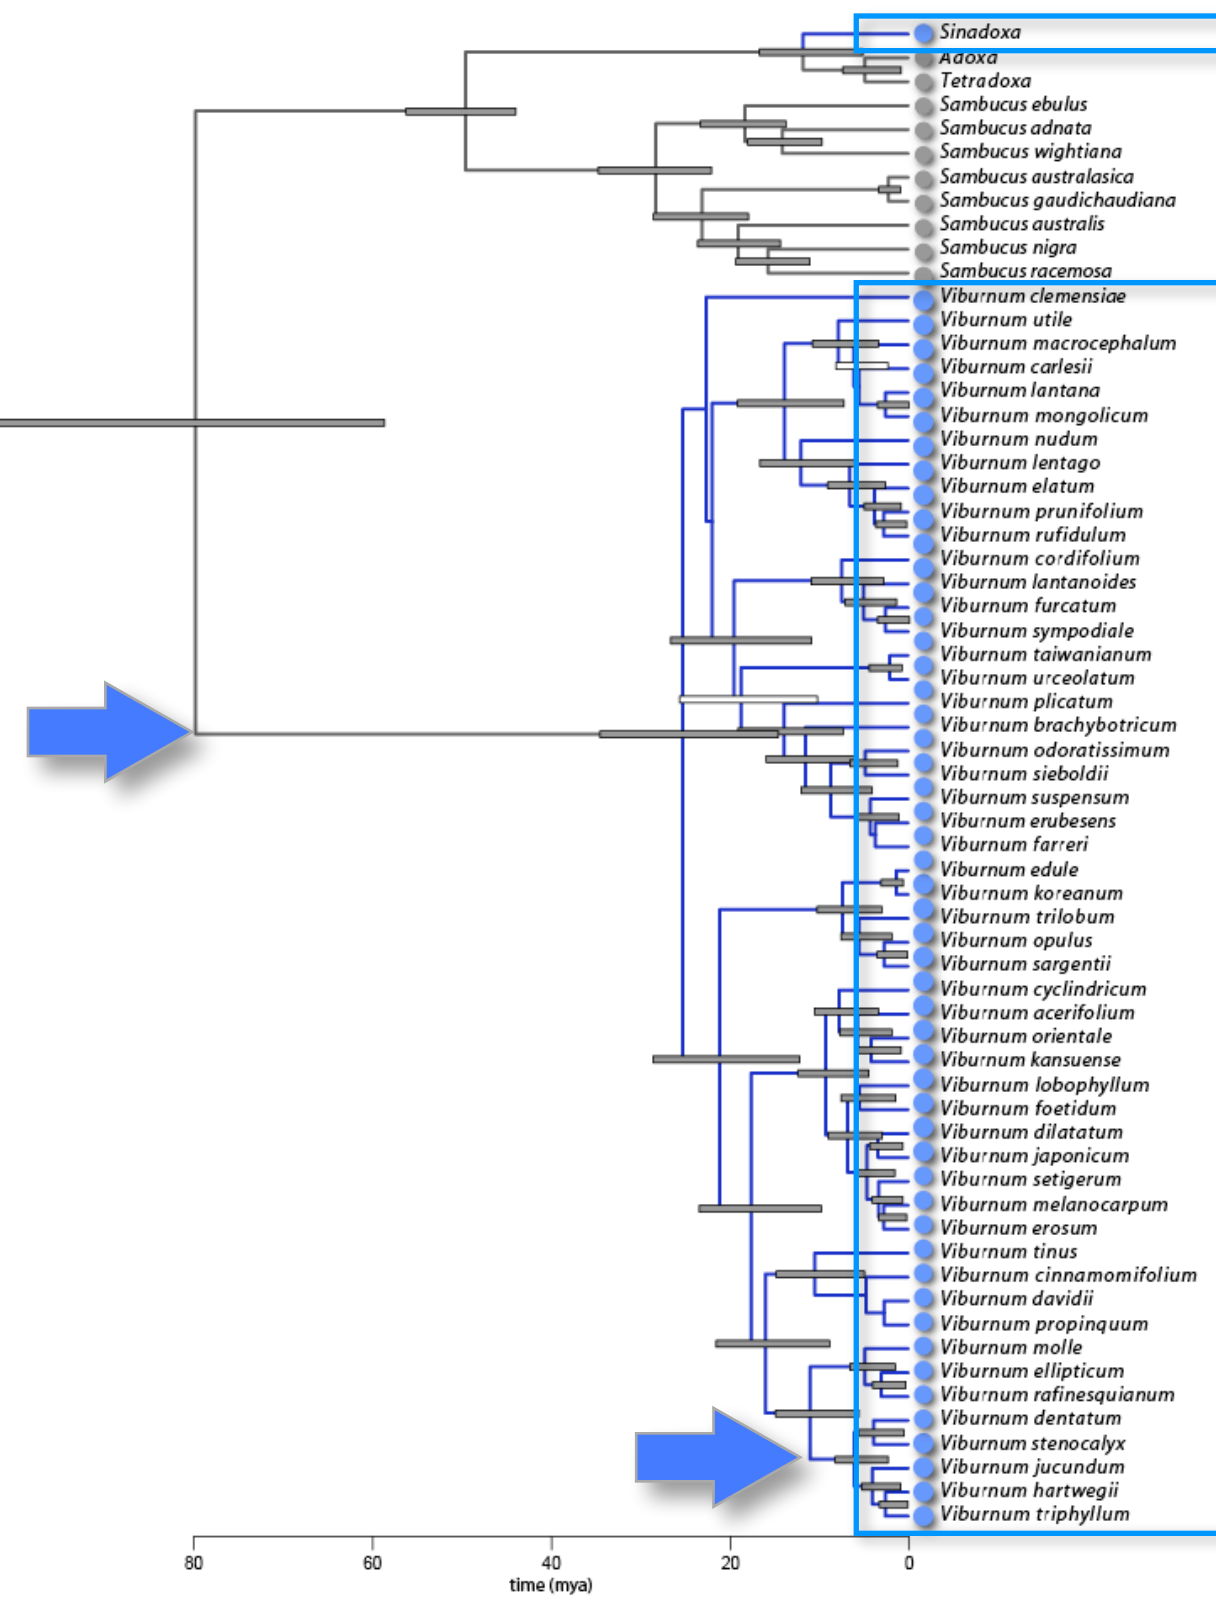 Sinadoxa
Adoxa
Tetradoxa
Sambucus ebulus
Sambucus adnata
Sambucus wightiana
Sambucus australasica
Sambucus gaudichaudiana
Sambucus australis
Sambucus nigra
Sambucus racemosa
Viburnum clemensiae
Viburnum utile
Viburnum macrocephalum
Viburnum carlesii
Viburnum lantana
Viburnum mongolicum
Viburnum nudum
Viburnum lentago
Viburnum elatum
Viburnum prunifolium
Viburnum rufidulum
Viburnum cordifolium
Viburnum lantanoides
Viburnum furcatum
Viburnum sympodiale
Viburnum taiwanianum
Viburnum urceolatum
Viburnum plicatum
Viburnum brachybotricum
Viburnum odoratissimum
Viburnum sieboldii
Viburnum suspensum
Viburnum erubesens
Viburnum farreri
Viburnum edule
Viburnum koreanum
Viburnum trilobum
Viburnum opulus
Viburnum sargentii
Viburnum cyclindricum
Viburnum acerifolium
Viburnum orientale
Viburnum kansuense
Viburnum lobophyllum
Viburnum foetidum
Viburnum dilatatum
Viburnum japonicum
Viburnum setigerum
Viburnum melanocarpum
Viburnum erosum
Viburnum tinus
Viburnum cinnamomifolium
Viburnum davidii
Viburnum propinquum
Viburnum molle
Viburnum ellipticum
Viburnum rafinesquianum
Viburnum dentatum
Viburnum stenocalyx
Viburnum jucundum
Viburnum hartwegii
Viburnum triphyllum
80 60 40 20 0
time (mya)